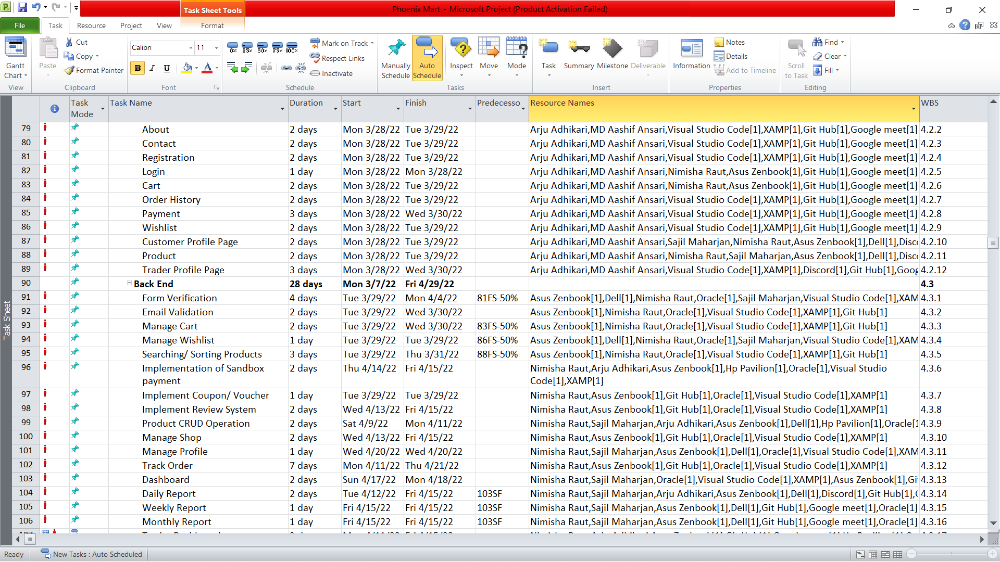 Task Sheet Tools
Phoenix Mart - Microsoft Project (Product Activation Failed)
File Task Resource Project View Format
Gantt Chart
View
Paste
Cut
Copy
Format Painter
Clipboard
Calibri 11
B I U A
Font
0% 25% 50% 75% 100%
Mark on Track
Respect Links
Inactivate
Schedule
Manually Schedule
Auto Schedule
Inspect
Move
Mode
Tasks
Task
Summary
Milestone
Deliverable
Insert
Information
Notes
Details
Add to Timeline
Properties
Scroll to Task
Find
Clear
Fill
Editing
Task Mode Task Name Duration Start Finish Predecesso Resource Names WBS
79 About 2 days Mon 3/28/22 Tue 3/29/22 Arju Adhikari,MD Aashif Ansari,Visual Studio Code[1],XAMP[1],Git Hub[1],Google meet[1] 4.2.2
80 Contact 2 days Mon 3/28/22 Tue 3/29/22 Arju Adhikari,MD Aashif Ansari,Visual Studio Code[1],XAMP[1],Git Hub[1],Google meet[1] 4.2.3
81 Registration 2 days Mon 3/28/22 Tue 3/29/22 Arju Adhikari,MD Aashif Ansari,Visual Studio Code[1],XAMP[1],Git Hub[1],Google meet[1] 4.2.4
82 Login 1 day Mon 3/28/22 Mon 3/28/22 Arju Adhikari,MD Aashif Ansari,Nimisha Raut,Asus Zenbook[1],Git Hub[1],Google meet[1] 4.2.5
83 Cart 2 days Mon 3/28/22 Tue 3/29/22 Arju Adhikari,MD Aashif Ansari,Nimisha Raut,Asus Zenbook[1],Git Hub[1],Google meet[1] 4.2.6
84 Order History 2 days Mon 3/28/22 Tue 3/29/22 Arju Adhikari,MD Aashif Ansari,Visual Studio Code[1],XAMP[1],Git Hub[1],Google meet[1] 4.2.7
85 Payment 3 days Mon 3/28/22 Wed 3/30/22 Arju Adhikari,MD Aashif Ansari,Visual Studio Code[1],XAMP[1],Git Hub[1],Google meet[1] 4.2.8
86 Wishlist 2 days Mon 3/28/22 Tue 3/29/22 Arju Adhikari,MD Aashif Ansari,Visual Studio Code[1],XAMP[1],Git Hub[1],Google meet[1] 4.2.9
87 Customer Profile Page 2 days Mon 3/28/22 Tue 3/29/22 Arju Adhikari,MD Aashif Ansari,Sajil Maharjan,Nimisha Raut,Asus Zenbook[1],Dell[1],Disco 4.2.10
88 Product 2 days Mon 3/28/22 Tue 3/29/22 Arju Adhikari,MD Aashif Ansari,Nimisha Raut,Sajil Maharjan,Asus Zenbook[1],Dell[1],Disco 4.2.11
89 Trader Profile Page 3 days Mon 3/28/22 Wed 3/30/22 Arju Adhikari,MD Aashif Ansari,Visual Studio Code[1],XAMP[1],Discord[1],Git Hub[1],Goog 4.2.12
90 Back End 28 days Mon 3/7/22 Fri 4/29/22 4.3
91 Form Verification 4 days Tue 3/29/22 Mon 4/4/22 81FS-50% Asus Zenbook[1],Dell[1],Nimisha Raut,Oracle[1],Sajil Maharjan,Visual Studio Code[1],XAM 4.3.1
92 Email Validation 2 days Tue 3/29/22 Wed 3/30/22 Asus Zenbook[1],Nimisha Raut,Oracle[1],Visual Studio Code[1],XAMP[1],Git Hub[1] 4.3.2
93 Manage Cart 2 days Tue 3/29/22 Wed 3/30/22 83FS-50% Asus Zenbook[1],Nimisha Raut,Oracle[1],Visual Studio Code[1],XAMP[1],Git Hub[1] 4.3.3
94 Manage Wishlist 1 day Tue 3/29/22 Tue 3/29/22 86FS-50% Asus Zenbook[1],Dell[1],Nimisha Raut,Oracle[1],Sajil Maharjan,Visual Studio Code[1],XAM 4.3.4
95 Searching/ Sorting Products 3 days Tue 3/29/22 Thu 3/31/22 88FS-50% Asus Zenbook[1],Nimisha Raut,Oracle[1],Visual Studio Code[1],XAMP[1],Git Hub[1] 4.3.5
96 Implementation of Sandbox 2 days Thu 4/14/22 Fri 4/15/22 Nimisha Raut,Arju Adhikari,Asus Zenbook[1],Hp Pavilion[1],Oracle[1],Visual Studio 4.3.6
payment Code[1],XAMP[1]
97 Implement Coupon/ Voucher 1 day Tue 3/29/22 Tue 3/29/22 Nimisha Raut,Asus Zenbook[1],Git Hub[1],Oracle[1],Visual Studio Code[1],XAMP[1] 4.3.7
98 Implement Review System 2 days Wed 4/13/22 Fri 4/15/22 Nimisha Raut,Asus Zenbook[1],Git Hub[1],Oracle[1],Visual Studio Code[1],XAMP[1] 4.3.8
99 Product CRUD Operation 2 days Sat 4/9/22 Mon 4/11/22 Nimisha Raut,Sajil Maharjan,Arju Adhikari,Asus Zenbook[1],Dell[1],Hp Pavilion[1],Oracle[1 4.3.9
100 Manage Shop 2 days Wed 4/13/22 Fri 4/15/22 Nimisha Raut,Asus Zenbook[1],Git Hub[1],Oracle[1],Visual Studio Code[1],XAMP[1] 4.3.10
101 Manage Profile 1 day Wed 4/20/22 Wed 4/20/22 Nimisha Raut,Sajil Maharjan,Asus Zenbook[1],Dell[1],Oracle[1],Visual Studio Code[1],XAM 4.3.11
102 Track Order 7 days Mon 4/11/22 Thu 4/21/22 Nimisha Raut,Asus Zenbook[1],Git Hub[1],Oracle[1],Visual Studio Code[1],XAMP[1] 4.3.12
103 Dashboard 2 days Sun 4/17/22 Mon 4/18/22 Nimisha Raut,Sajil Maharjan,Oracle[1],Visual Studio Code[1],XAMP[1],Asus Zenbook[1],Git 4.3.13
104 Daily Report 2 days Tue 4/12/22 Fri 4/15/22 103SF Nimisha Raut,Sajil Maharjan,Arju Adhikari,Asus Zenbook[1],Dell[1],Discord[1],Git Hub[1], 4.3.14
105 Weekly Report 1 day Fri 4/15/22 Fri 4/15/22 103SF Nimisha Raut,Sajil Maharjan,Asus Zenbook[1],Dell[1],Git Hub[1],Google meet[1],Oracle[1] 4.3.15
106 Monthly Report 1 day Fri 4/15/22 Fri 4/15/22 103SF Nimisha Raut,Sajil Maharjan,Asus Zenbook[1],Dell[1],Git Hub[1],Google meet[1],Oracle[1] 4.3.16
Task Sheet
Ready New Tasks : Auto Scheduled